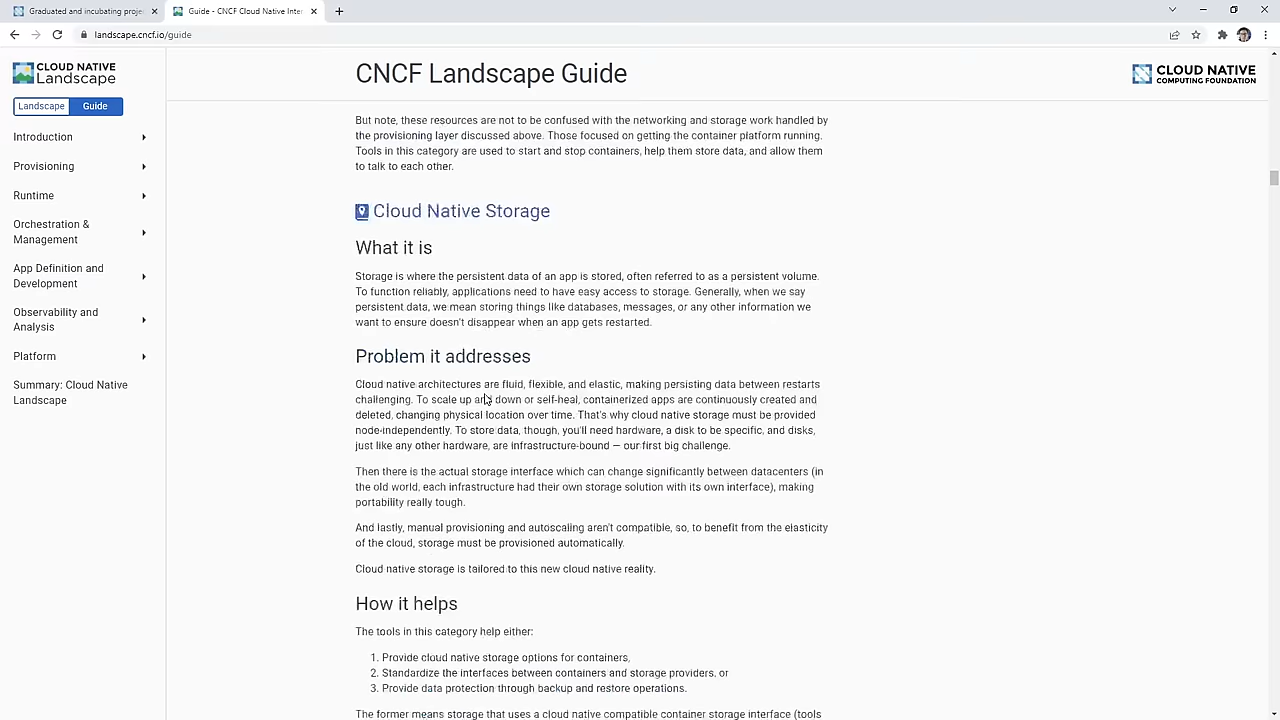 Graduated and incubating proje
Guide - CNCF Cloud Native Inte
landscape.cncf.io/guide
CLOUD NATIVE
Landscape
Landscape
Guide
Introduction
Provisioning
Runtime
Orchestration &
Management
App Definition and
Development
Observability and
Analysis
Platform
Summary: Cloud Native
Landscape
CNCF Landscape Guide
CLOUD NATIVE
COMPUTING FOUNDATION
But note, these resources are not to be confused with the networking and storage work handled by
the provisioning layer discussed above. Those focused on getting the container platform running.
Tools in this category are used to start and stop containers, help them store data, and allow them
to talk to each other.
Cloud Native Storage
What it is
Storage is where the persistent data of an app is stored, often referred to as a persistent volume.
To function reliably, applications need to have easy access to storage. Generally, when we say
persistent data, we mean storing things like databases, messages, or any other information we
want to ensure doesn't disappear when an app gets restarted.
Problem it addresses
Cloud native architectures are fluid, flexible, and elastic, making persisting data between restarts
challenging. To scale up and down or self-heal, containerized apps are continuously created and
deleted, changing physical location over time. That's why cloud native storage must be provided
node-independently. To store data, though, you'll need hardware, a disk to be specific, and disks,
just like any other hardware, are infrastructure-bound — our first big challenge.
Then there is the actual storage interface which can change significantly between datacenters (in
the old world, each infrastructure had their own storage solution with its own interface), making
portability really tough.
And lastly, manual provisioning and autoscaling aren't compatible, so, to benefit from the elasticity
of the cloud, storage must be provisioned automatically.
Cloud native storage is tailored to this new cloud native reality.
How it helps
The tools in this category help either:
1. Provide cloud native storage options for containers,
2. Standardize the interfaces between containers and storage providers, or
3. Provide data protection through backup and restore operations.
The former means storage that uses a cloud native compatible container storage interface (tools